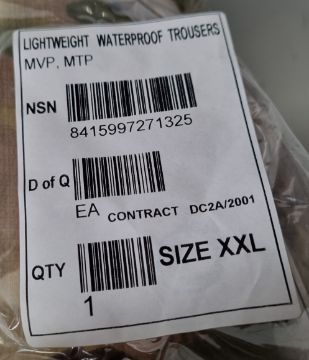 LIGHTWEIGHT WATERPROOF TROUSERS
MVP, MTP
NSN
8415997271325
D of Q
EA CONTRACT DC2A/2001
QTY SIZE XXL
1